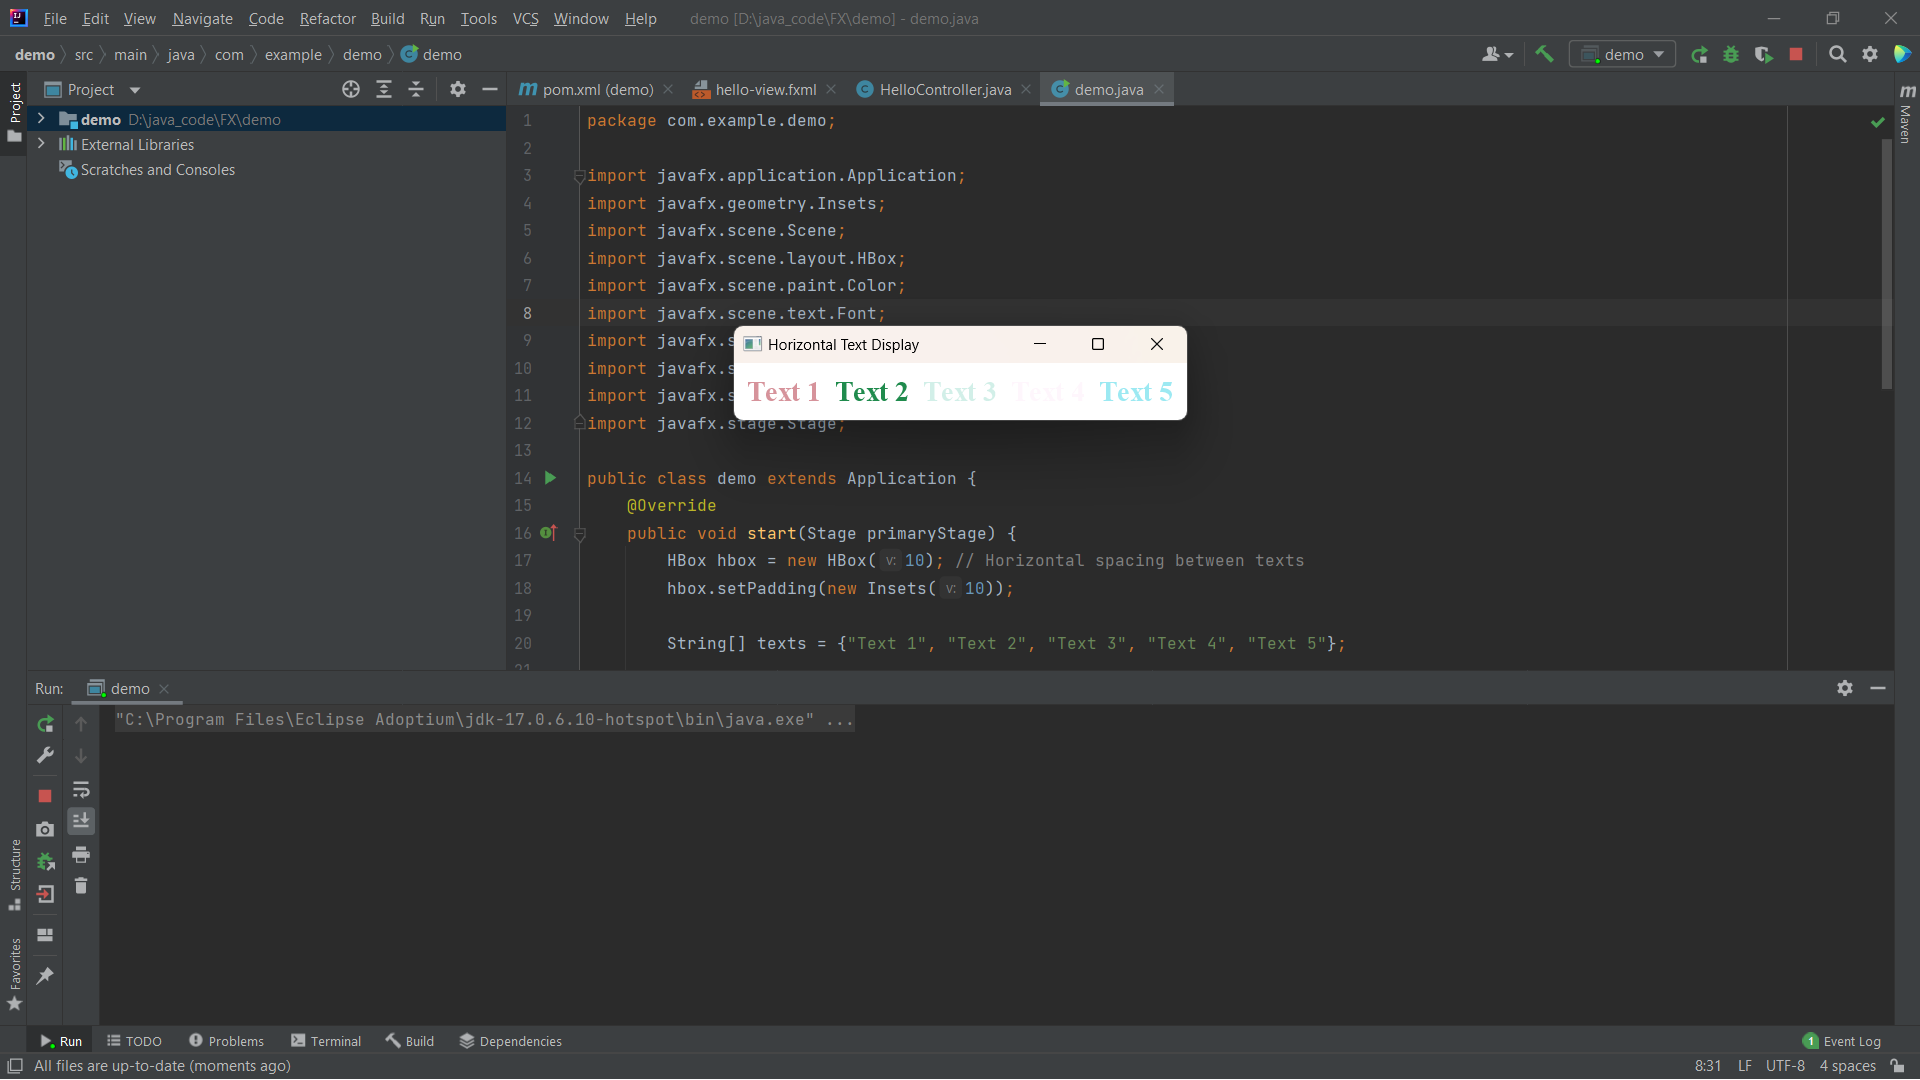 File Edit View Navigate Code Refactor Build Run Tools VCS Window Help demo [D:\java_code\FX\demo] - demo.java
demo src main java com example demo demo
demo
Project
Project
demo D:\java_code\FX\demo
External Libraries
Scratches and Consoles
pom.xml (demo) hello-view.fxml HelloController.java demo.java
Maven
1 package com.example.demo;
2
3 import javafx.application.Application;
4 import javafx.geometry.Insets;
5 import javafx.scene.Scene;
6 import javafx.scene.layout.HBox;
7 import javafx.scene.paint.Color;
8 import javafx.scene.text.Font;
9 import javafx.s
10 import javafx.s
11 import javafx.s
12 import javafx.stage.Stage;
13
14 public class demo extends Application {
15 @Override
16 public void start(Stage primaryStage) {
17 HBox hbox = new HBox( v: 10); // Horizontal spacing between texts
18 hbox.setPadding(new Insets( v: 10));
19
20 String[] texts = {"Text 1", "Text 2", "Text 3", "Text 4", "Text 5"};
21
Horizontal Text Display
Text 1 Text 2 Text 3 Text 4 Text 5
Run: demo
"C:\Program Files\Eclipse Adoptium\jdk-17.0.6.10-hotspot\bin\java.exe" ...
Structure
Favorites
Run TODO Problems Terminal Build Dependencies
1 Event Log
All files are up-to-date (moments ago)
8:31 LF UTF-8 4 spaces